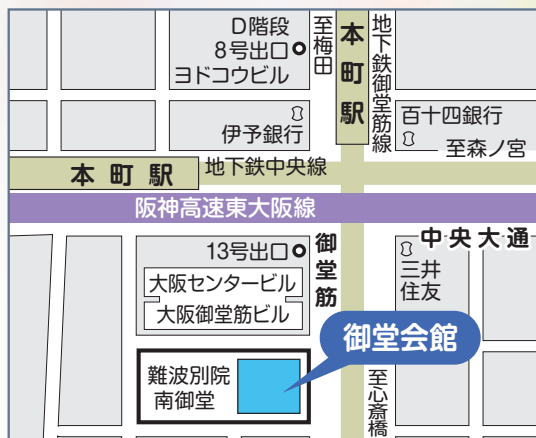 D階段
8号出口
ヨドコウビル
至梅田
本町駅
地下鉄御堂筋線
伊予銀行
百十四銀行
至森ノ宮
本町駅
地下鉄中央線
阪神高速東大阪線
13号出口
御堂筋
中央大通
三井
住友
大阪センタービル
大阪御堂筋ビル
御堂会館
難波別院
南御堂
至心斎橋